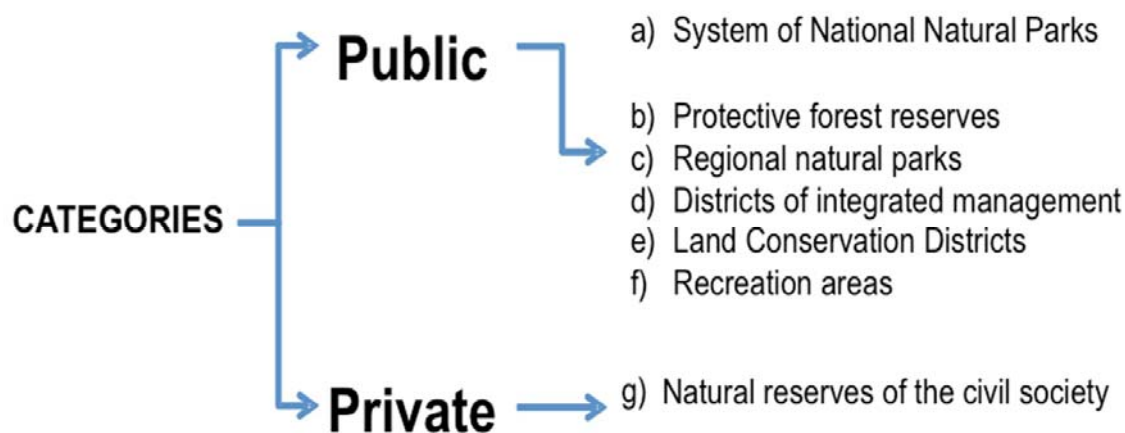 CATEGORIES
Public
a) System of National Natural Parks
b) Protective forest reserves
c) Regional natural parks
d) Districts of integrated management
e) Land Conservation Districts
f) Recreation areas
Private
g) Natural reserves of the civil society